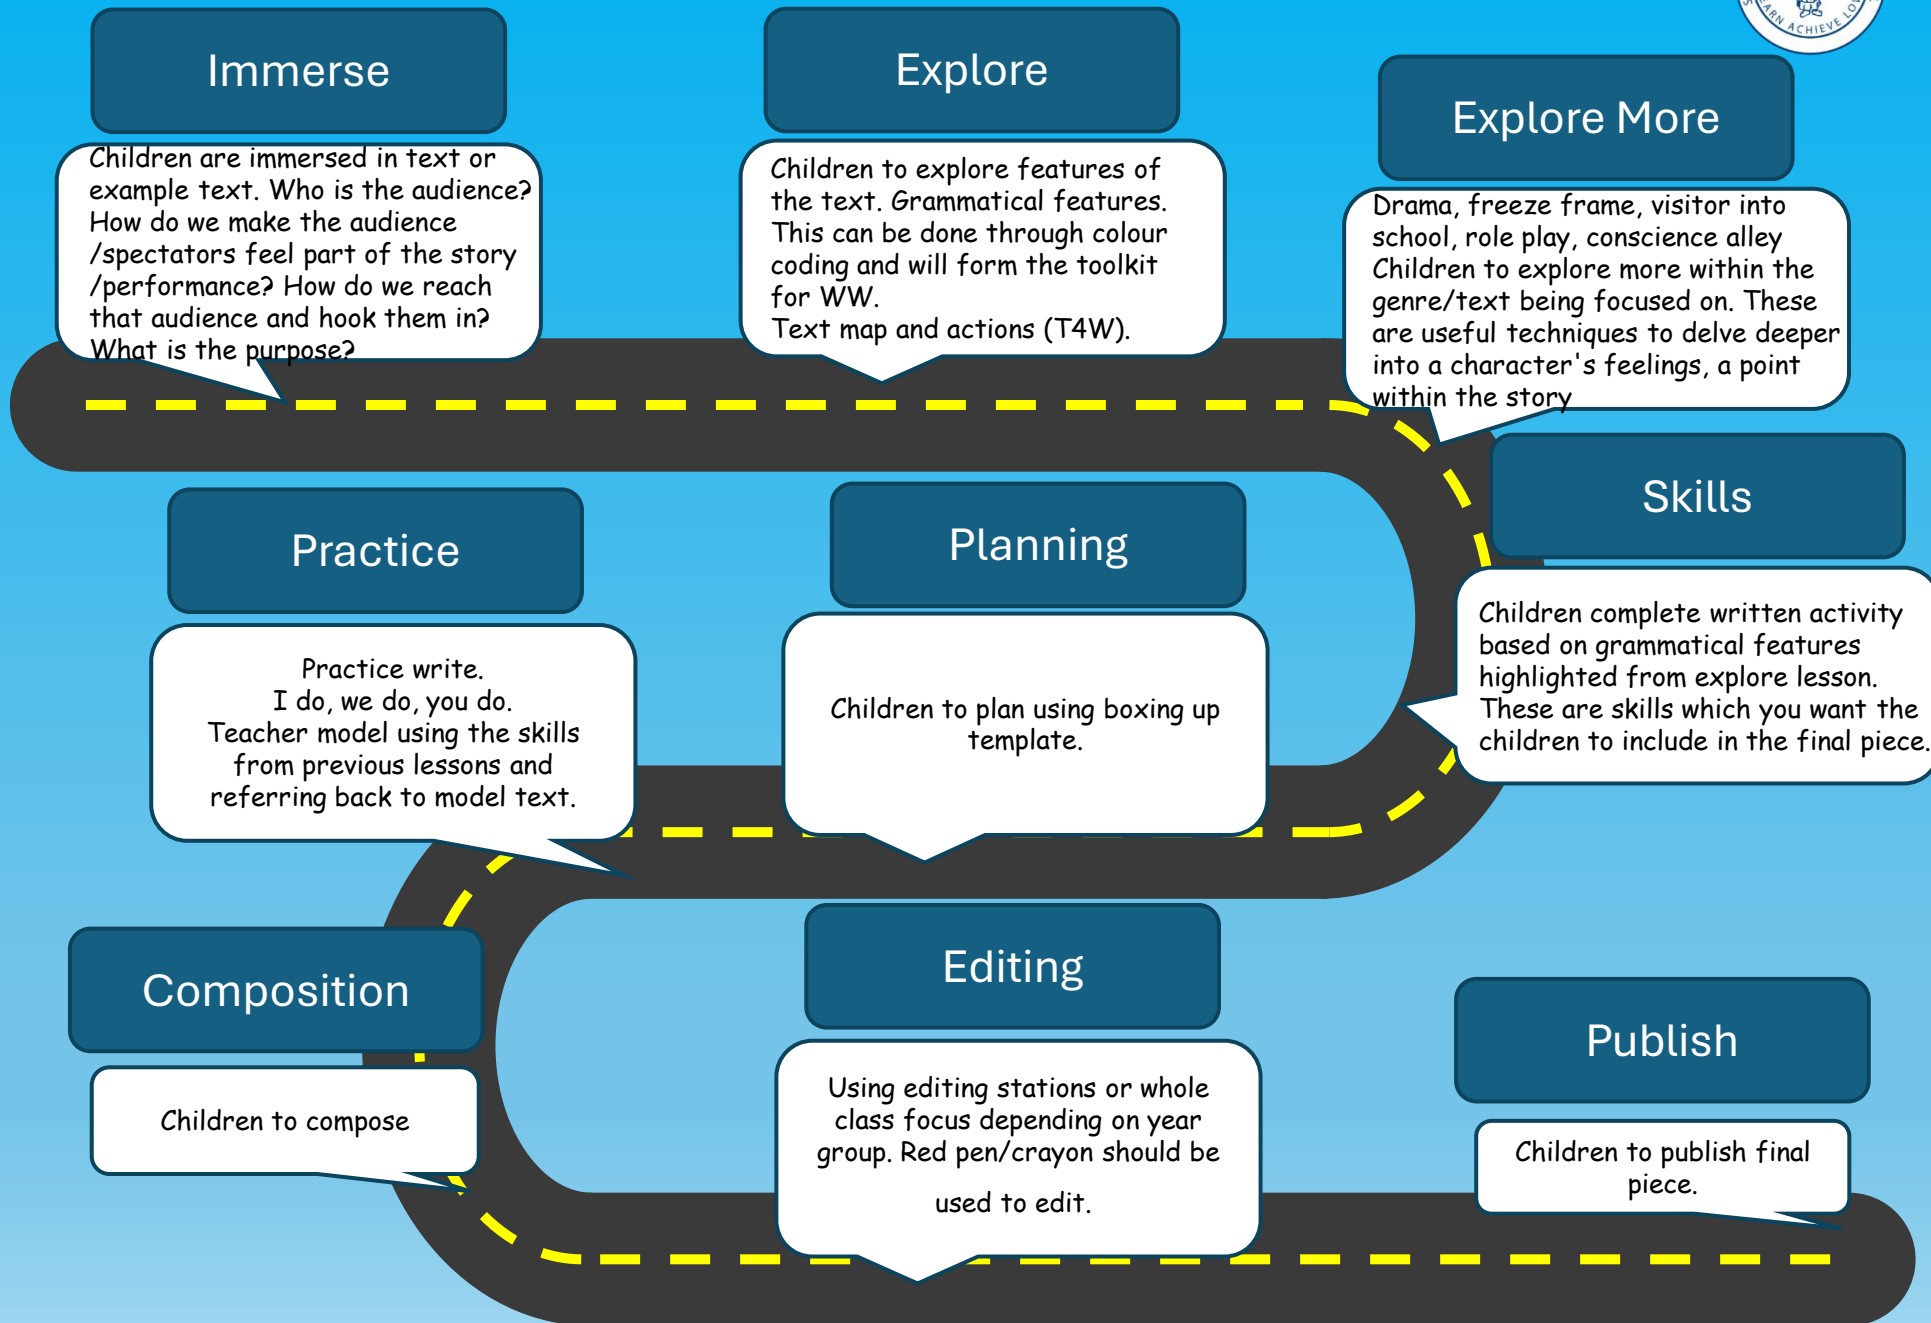 Immerse
Children are immersed in text or
example text. Who is the audience?
How do we make the audience
/spectators feel part of the story
/performance? How do we reach
that audience and hook them in?
What is the purpose?
Explore
Children to explore features of
the text. Grammatical features.
This can be done through colour
coding and will form the toolkit
for WW.
Text map and actions (T4W).
ARN ACHIEVE LO
Explore More
Drama, freeze frame, visitor into
school, role play, conscience alley
Children to explore more within the
genre/text being focused on. These
are useful techniques to delve deeper
into a character's feelings, a point
within the story
Skills
Children complete written activity
based on grammatical features
highlighted from explore lesson.
These are skills which you want the
children to include in the final piece.
Planning
Children to plan using boxing up
template.
Practice
Practice write.
I do, we do, you do.
Teacher model using the skills
from previous lessons and
referring back to model text.
Composition
Children to compose
Editing
Using editing stations or whole
class focus depending on year
group. Red pen/crayon should be
used to edit.
Publish
Children to publish final
piece.